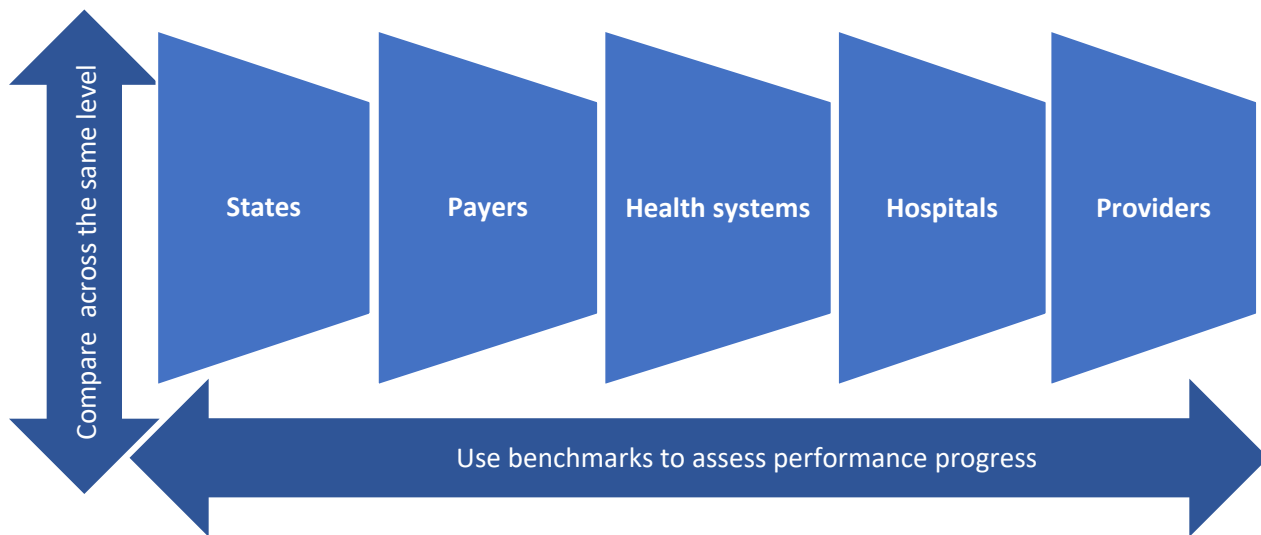 Compare across the same level
States
Payers
Health systems
Hospitals
Providers
Use benchmarks to assess performance progress